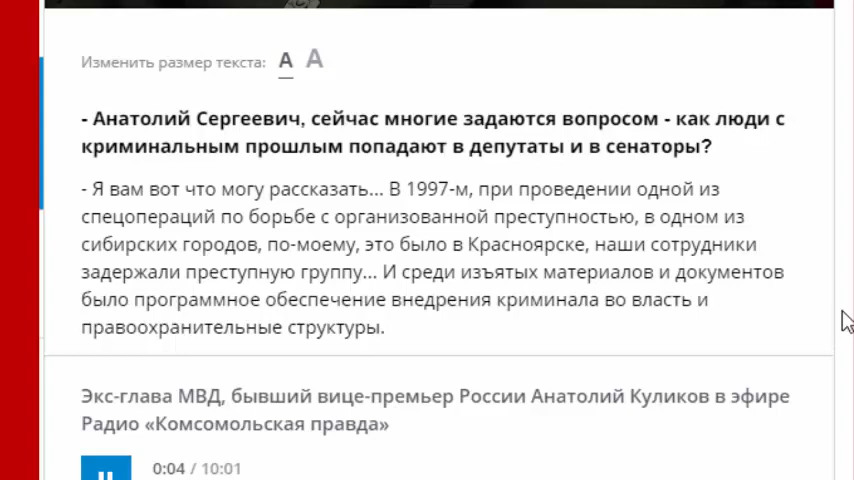 Изменить размер текста: A A
- Анатолий Сергеевич, сейчас многие задаются вопросом - как люди с
криминальным прошлым попадают в депутаты и в сенаторы?
- Я вам вот что могу рассказать... В 1997-м, при проведении одной из
спецопераций по борьбе с организованной преступностью, в одном из
сибирских городов, по-моему, это было в Красноярске, наши сотрудники
задержали преступную группу... И среди изъятых материалов и документов
было программное обеспечение внедрения криминала во власть и
правоохранительные структуры.
Экс-глава МВД, бывший вице-премьер России Анатолий Куликов в эфире
Радио «Комсомольская правда»
0:04 / 10:01